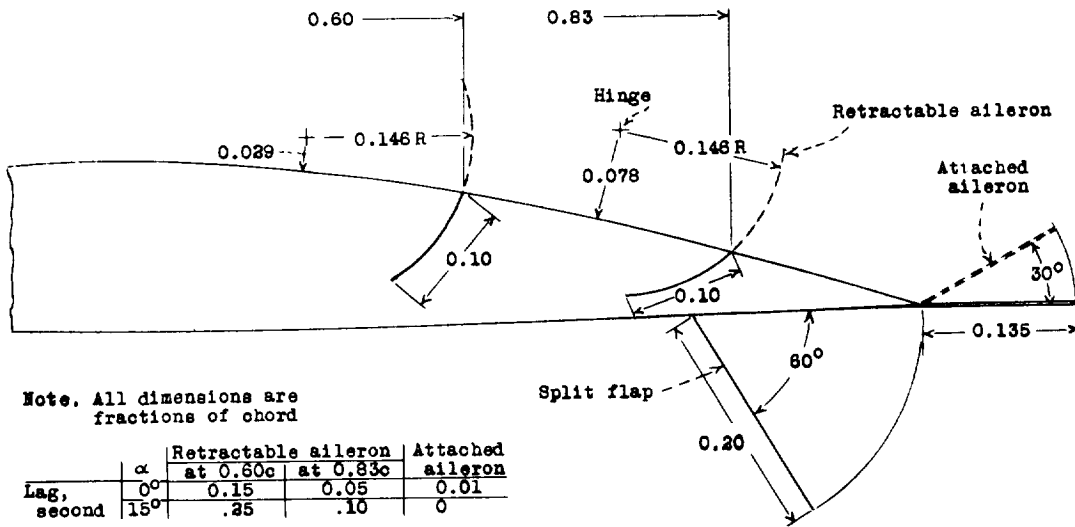 0.60
0.83
Hinge
Retractable aileron
0.146 R
0.029
0.146 R
Attached
aileron
0.078
0.10
0.10
30°
0.135
60°
Split flap
0.20
Note. All dimensions are
fractions of chord
Retractable aileron Attached
α at 0.60c at 0.83c aileron
Lag, 0° 0.15 0.05 0.01
second 15° .25 .10 0